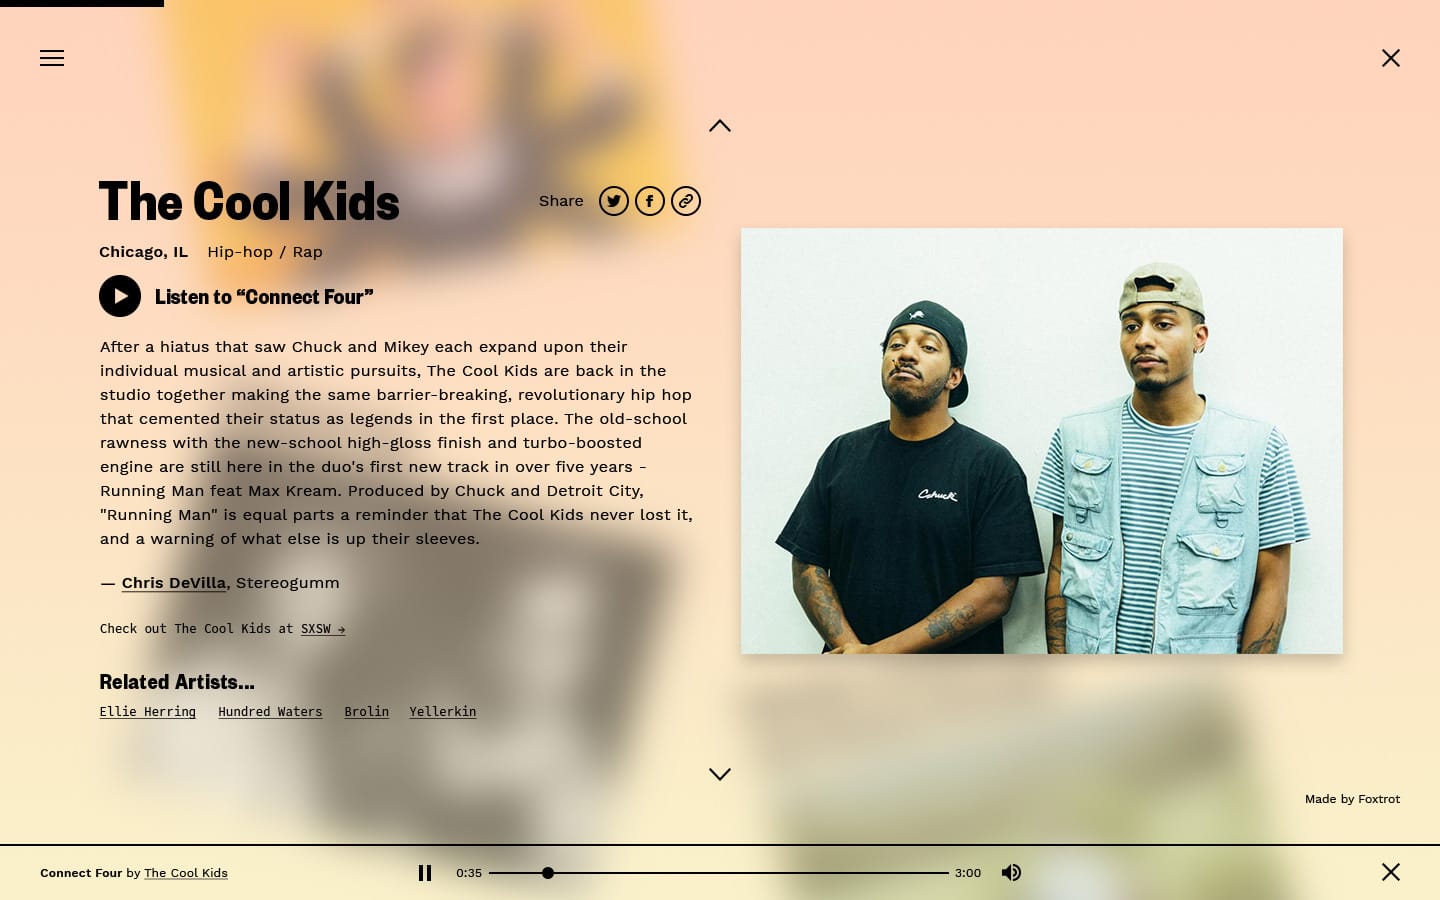 The Cool Kids
Share
Chicago, IL Hip-hop / Rap
Listen to “Connect Four”
After a hiatus that saw Chuck and Mikey each expand upon their
individual musical and artistic pursuits, The Cool Kids are back in the
studio together making the same barrier-breaking, revolutionary hip hop
that cemented their status as legends in the first place. The old-school
rawness with the new-school high-gloss finish and turbo-boosted
engine are still here in the duo's first new track in over five years -
Running Man feat Max Kream. Produced by Chuck and Detroit City,
"Running Man" is equal parts a reminder that The Cool Kids never lost it,
and a warning of what else is up their sleeves.
— Chris DeVilla, Stereogumm
Check out The Cool Kids at SXSW →
Related Artists...
Ellie Herring Hundred Waters Brolin Yellerkin
Made by Foxtrot
Connect Four by The Cool Kids
0:35
3:00